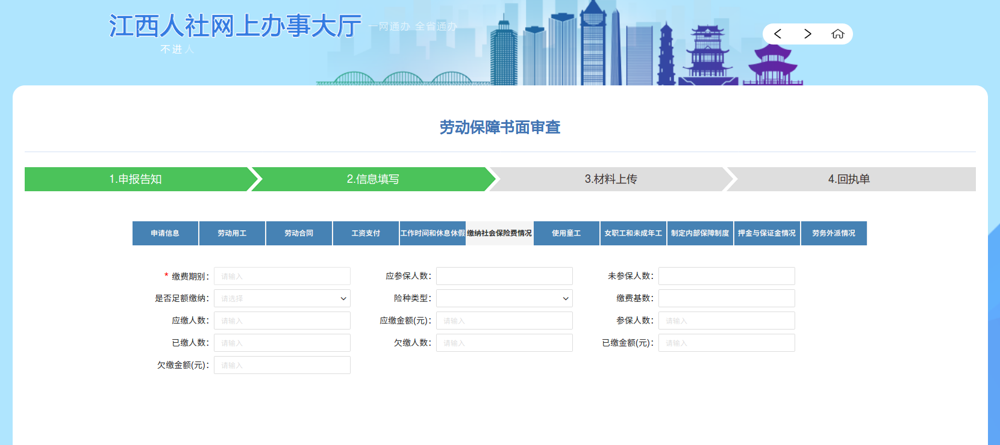 江西人社网上办事大厅 一网通办 全省通办
不进人
劳动保障书面审查
1.申报告知 2.信息填写 3.材料上传 4.回执单
申请信息 劳动用工 劳动合同 工资支付 工作时间和休息休假 缴纳社会保险费情况 使用童工 女职工和未成年工 制定内部保障制度 押金与保证金情况 劳务外派情况
* 缴费期别： 请输入 应参保人数： 未参保人数：
是否足额缴纳： 请选择 险种类型： 缴费基数：
应缴人数： 请输入 应缴金额(元)： 请输入 参保人数： 请输入
已缴人数： 请输入 欠缴人数： 请输入 已缴金额(元)： 请输入
欠缴金额(元)： 请输入